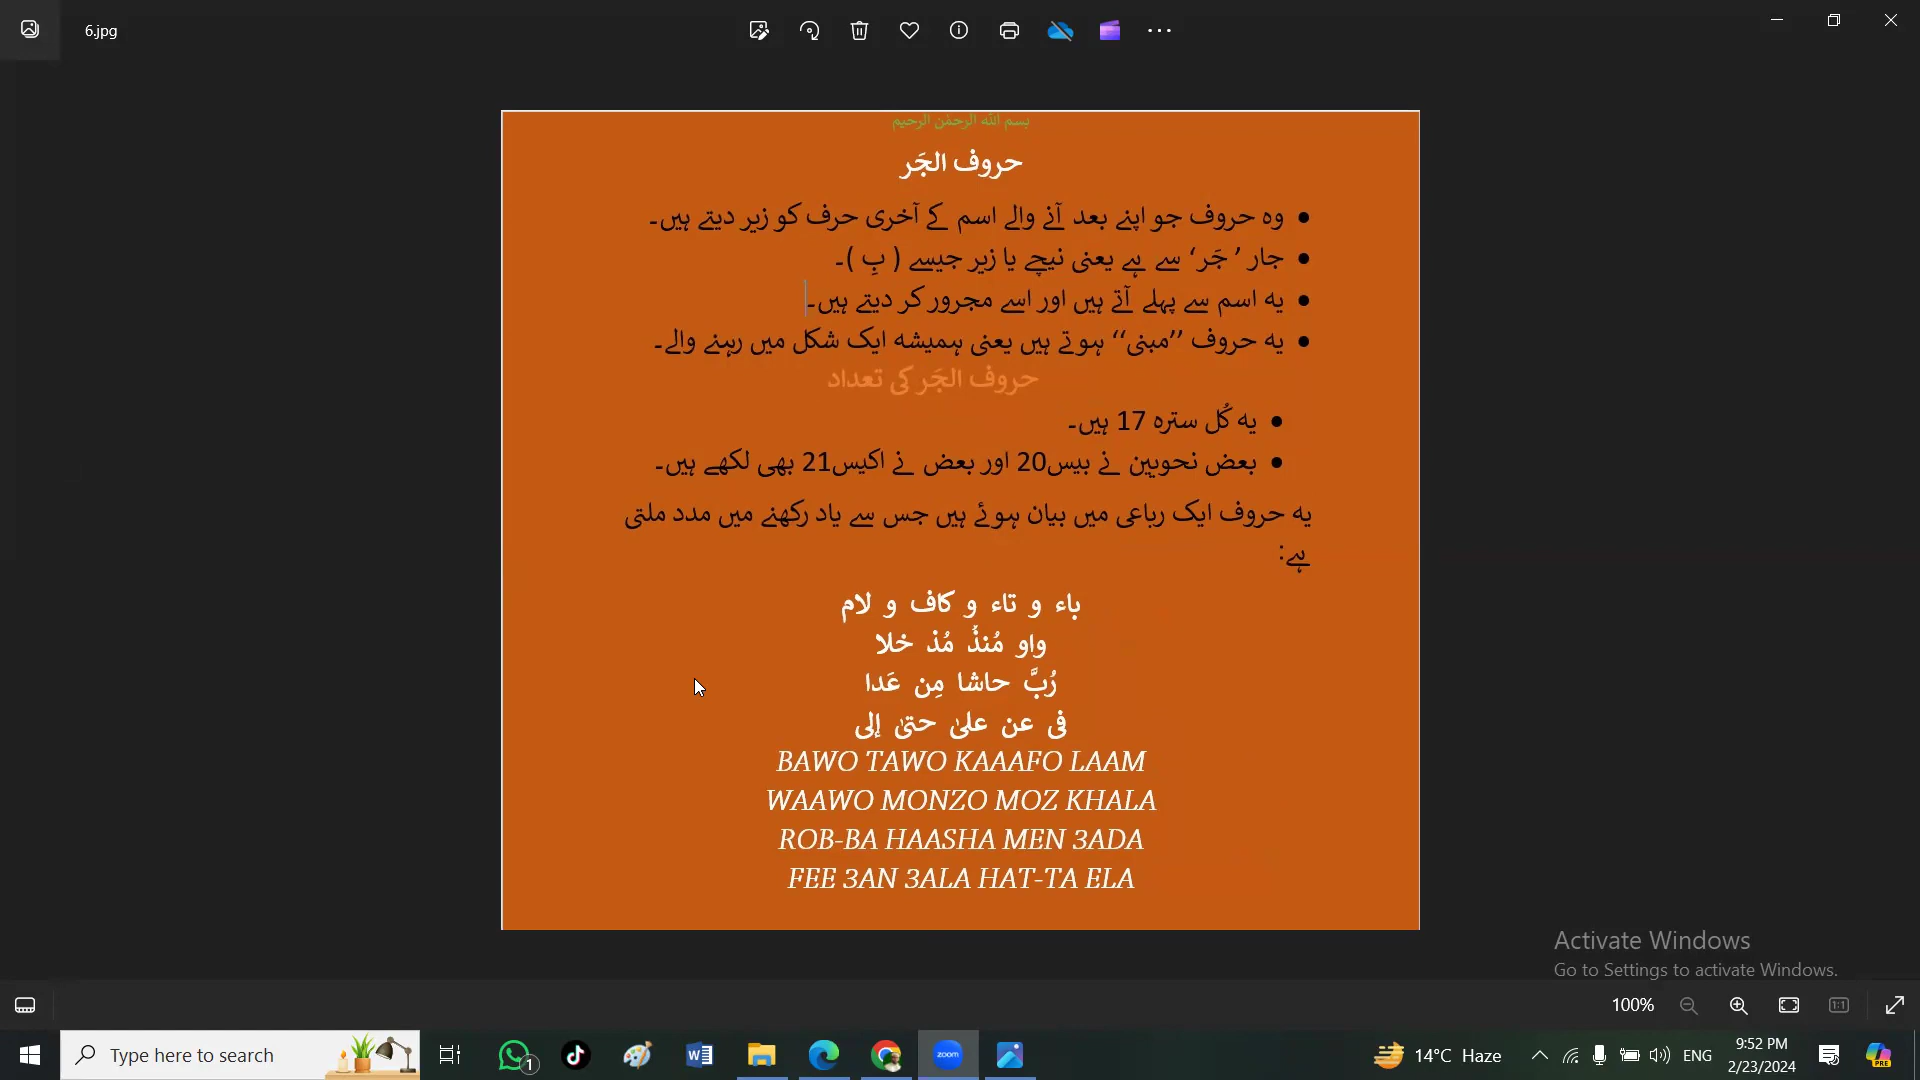 6.jpg
بسم الله الرحمٰن الرحیم
حروف الجَر
• وہ حروف جو اپنے بعد آنے والے اسم کے آخری حرف کو زیر دیتے ہیں۔
• جار ’ جَر‘ سے ہے یعنی نیچے یا زیر جیسے ( بِ )۔
• یہ اسم سے پہلے آتے ہیں اور اسے مجرور کر دیتے ہیں۔
• یہ حروف ’’مبنی‘‘ ہوتے ہیں یعنی ہمیشہ ایک شکل میں رہنے والے۔
حروف الجَر کی تعداد
• یہ کُل سترہ 17 ہیں۔
• بعض نحویین نے بیس20 اور بعض نے اکیس21 بھی لکھے ہیں۔
یہ حروف ایک رباعی میں بیان ہوئے ہیں جس سے یاد رکھنے میں مدد ملتی
ہے:
باء و تاء و کاف و لام
واو مُنذُ مُذ خلا
رُبَّ حاشا مِن عَدا
فی عن علیٰ حتیٰ إلی
BAWO TAWO KAAAFO LAAM
WAAWO MONZO MOZ KHALA
ROB-BA HAASHA MEN 3ADA
FEE 3AN 3ALA HAT-TA ELA
Activate Windows
Go to Settings to activate Windows.
100%
1:1
Type here to search
1
W
zoom
14°C Haze
ENG
9:52 PM
2/23/2024
PRE